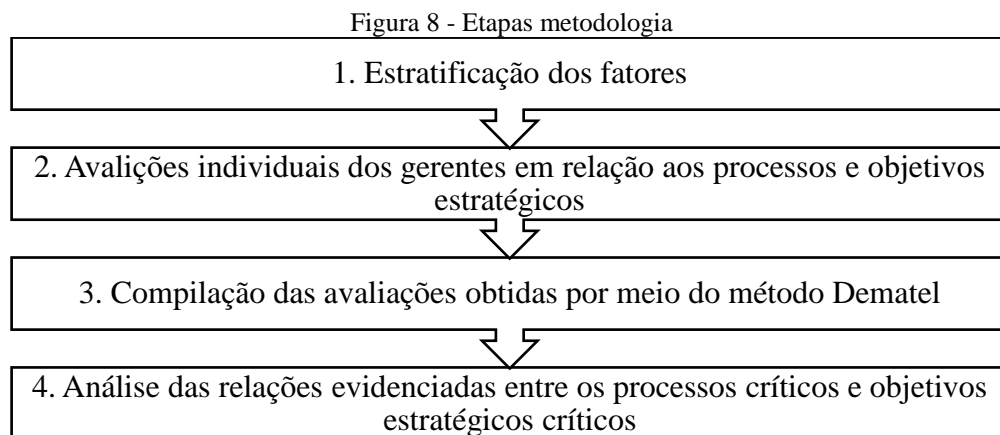 Figura 8 - Etapas metodologia
1. Estratificação dos fatores
2. Avalições individuais dos gerentes em relação aos processos e objetivos
estratégicos
3. Compilação das avaliações obtidas por meio do método Dematel
4. Análise das relações evidenciadas entre os processos críticos e objetivos
estratégicos críticos